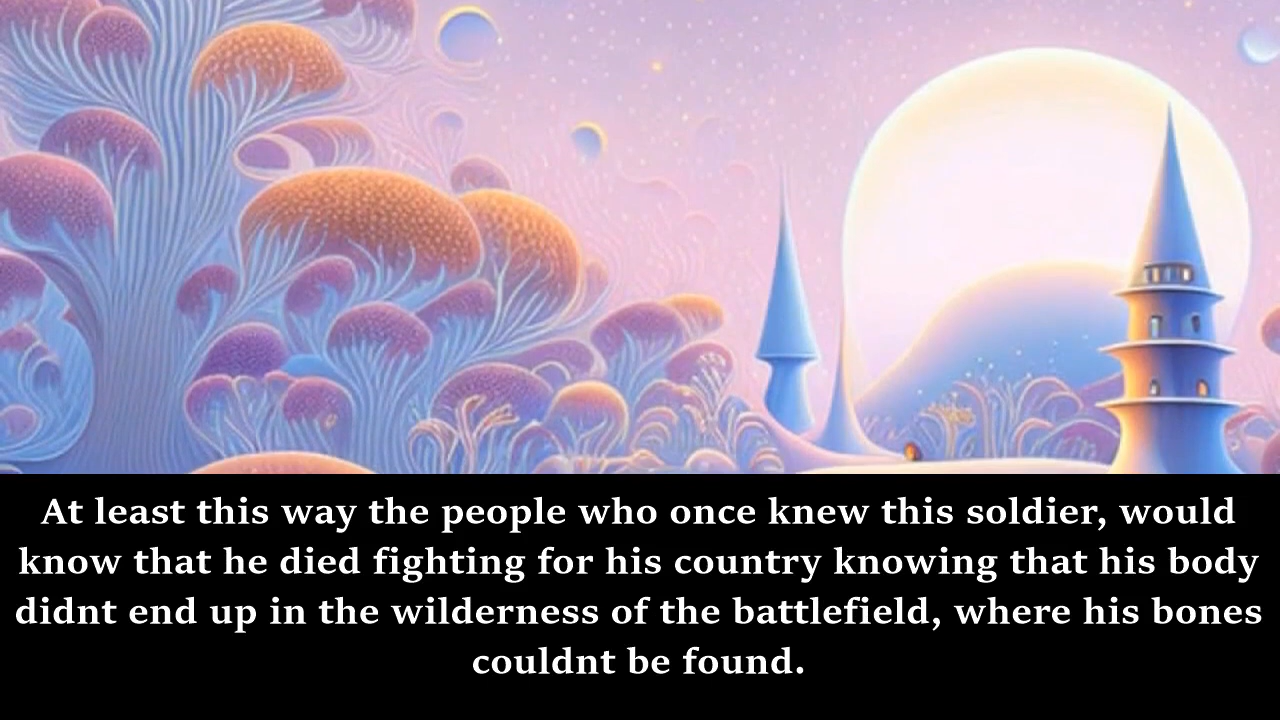 At least this way the people who once knew this soldier, would
know that he died fighting for his country knowing that his body
didnt end up in the wilderness of the battlefield, where his bones
couldnt be found.